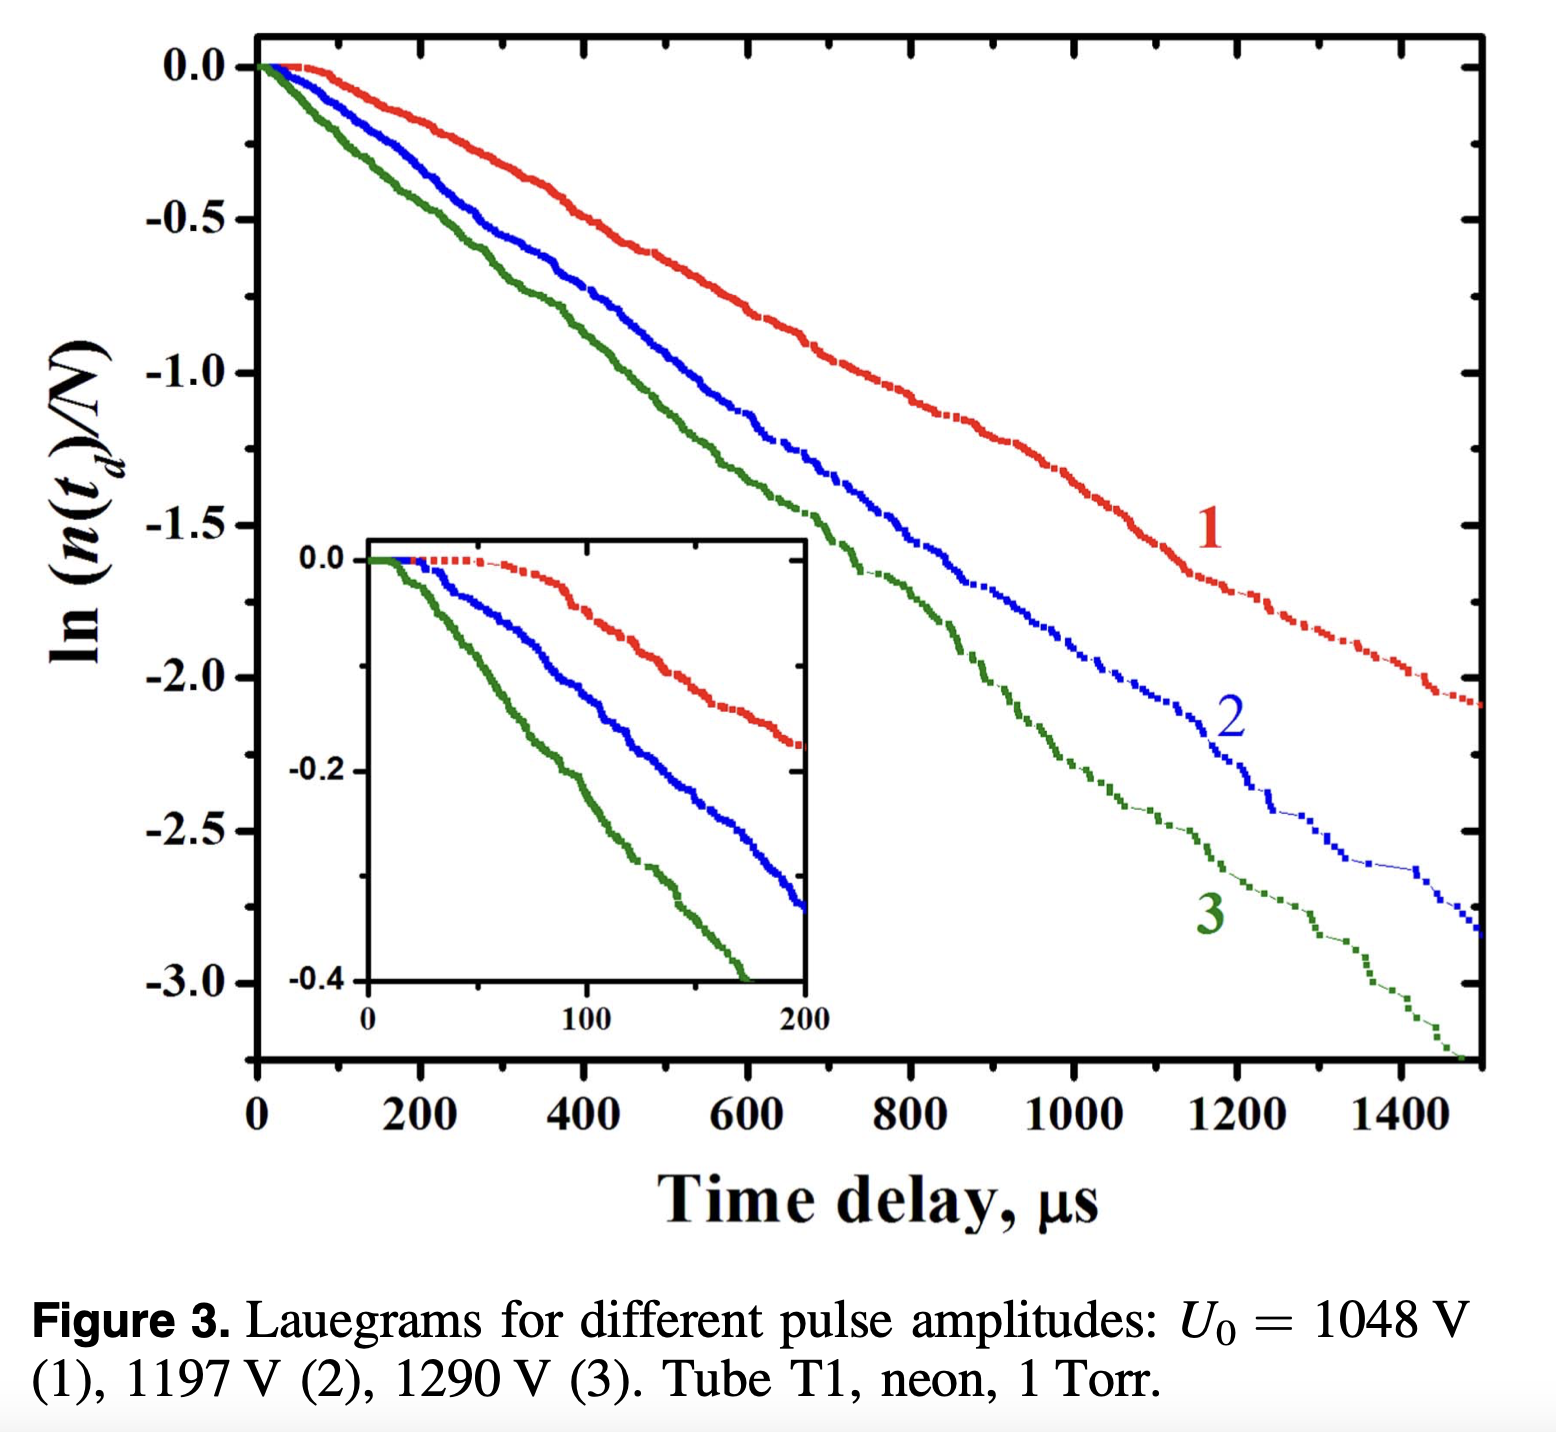 0.0
-0.5
-1.0
-1.5
-2.0
-2.5
-3.0
ln (n(t_d)/N)
0.0
-0.2
-0.4
0 100 200
1
2
3
0 200 400 600 800 1000 1200 1400
Time delay, μs
Figure 3. Lauegrams for different pulse amplitudes: U₀ = 1048 V
(1), 1197 V (2), 1290 V (3). Tube T1, neon, 1 Torr.